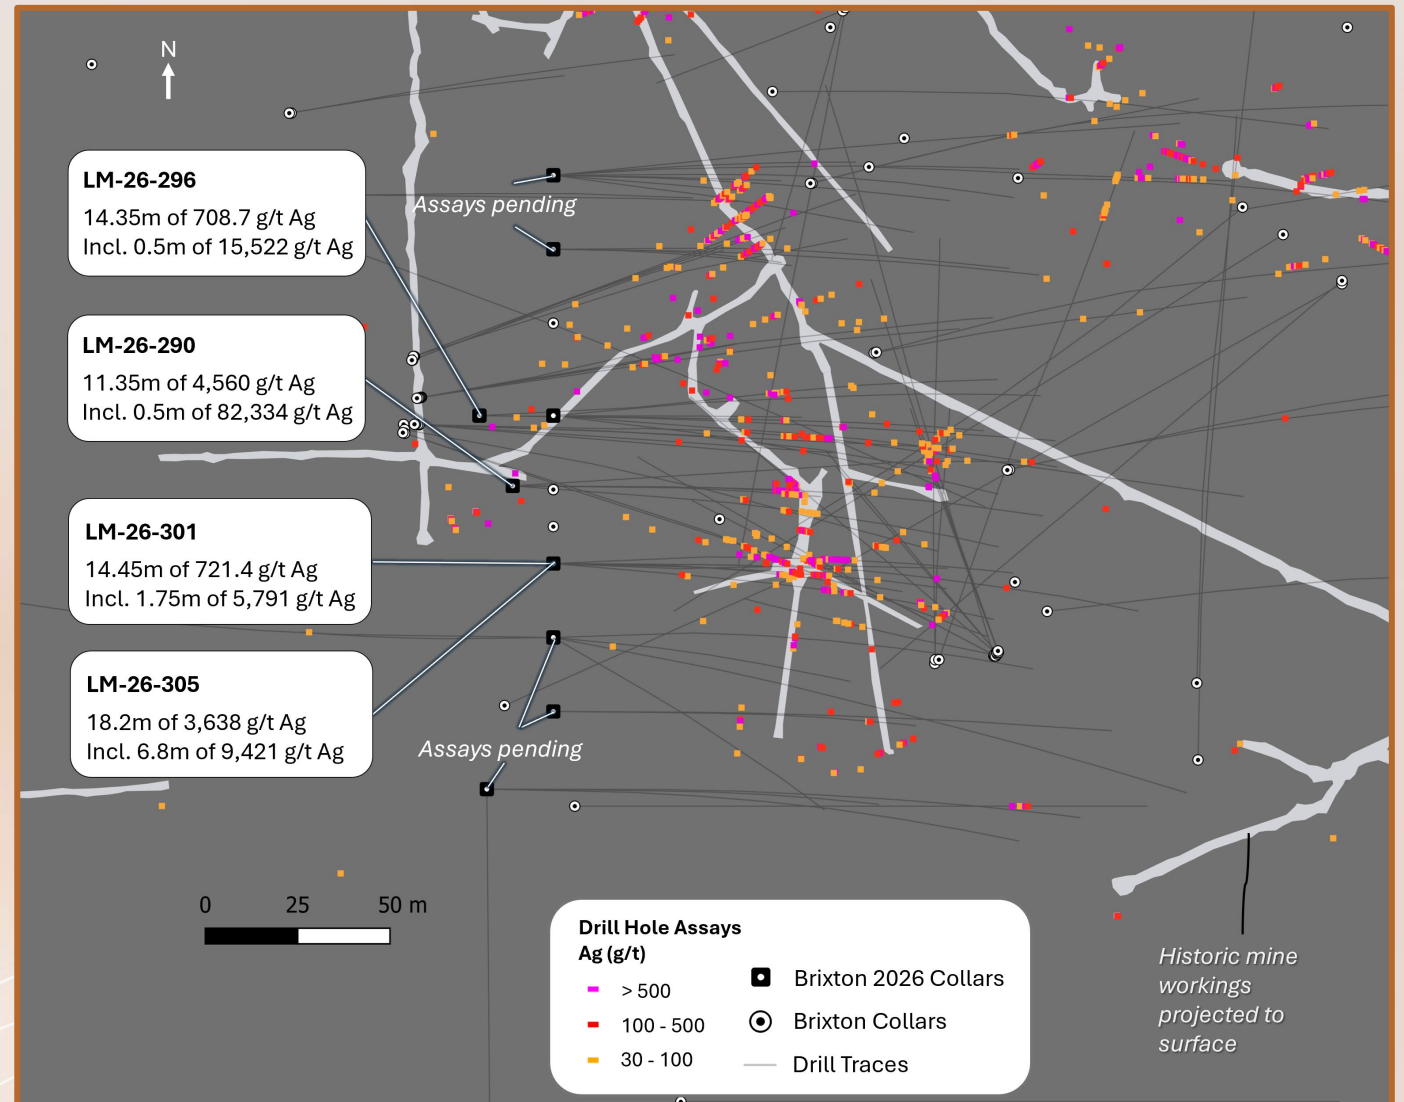 N
LM-26-296
14.35m of 708.7 g/t Ag
Incl. 0.5m of 15,522 g/t Ag
Assays pending
LM-26-290
11.35m of 4,560 g/t Ag
Incl. 0.5m of 82,334 g/t Ag
LM-26-301
14.45m of 721.4 g/t Ag
Incl. 1.75m of 5,791 g/t Ag
LM-26-305
18.2m of 3,638 g/t Ag
Incl. 6.8m of 9,421 g/t Ag
Assays pending
0 25 50 m
Drill Hole Assays
Ag (g/t)
> 500
100 - 500
30 - 100
Brixton 2026 Collars
Brixton Collars
Drill Traces
Historic mine
workings
projected to
surface